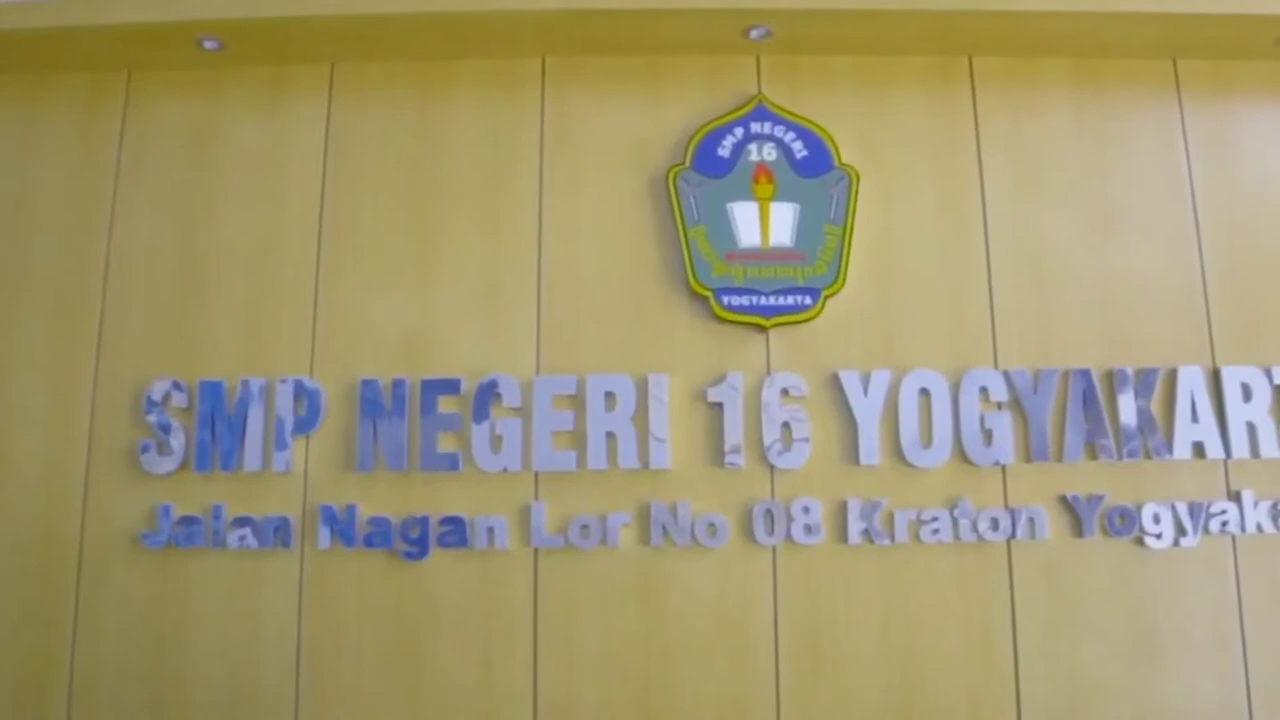 SMP NEGERI
16
YOGYAKARTA
SMP NEGERI 16 YOGYAKART
Jalan Nagan Lor No 08 Kraton Yogyak